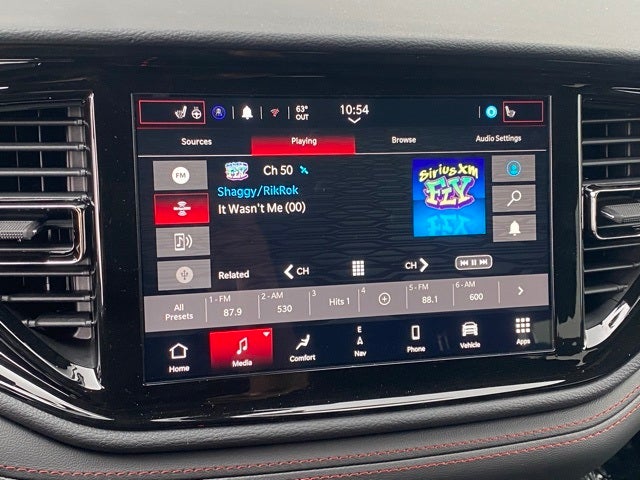 63°
OUT
10:54
Sources
Playing
Browse
Audio Settings
FM
FLY
Ch 50
Shaggy/RikRok
It Wasn't Me (00)
SiriusXM
FLY
Related
CH
CH
All
Presets
1 - FM
87.9
2 - AM
530
3
Hits 1
4
5 - FM
88.1
6 - AM
600
Home
Media
Comfort
E
Nav
Phone
Vehicle
Apps